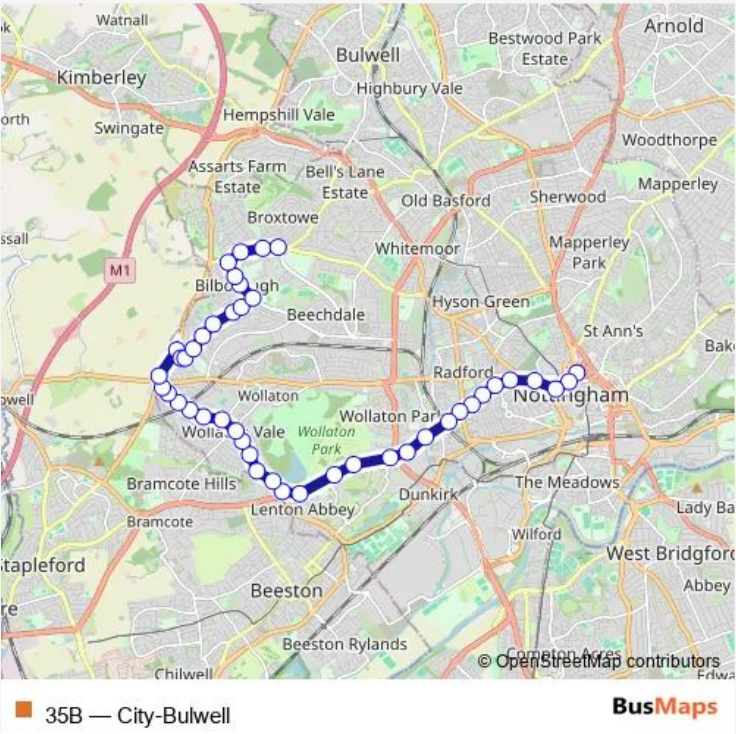 Watnall
Arnold
Bestwood Park
Estate
Bulwell
Kimberley
Highbury Vale
orth
Swingate
Hempshill Vale
Woodthorpe
Assarts Farm
Estate
Bell's Lane
Estate
Mapperley
Old Basford
Sherwood
Broxtowe
ssall
Whitemoor
Mapperley
Park
M1
Hyson Green
Beechdale
St Ann's
Bake
Radford
owell
Wollaton
Nottingham
Wollaton Park
Vale
Wollaton
Park
Bramcote Hills
Dunkirk
The Meadows
Lenton Abbey
Lady Ba
Bramcote
Wilford
West Bridgford
Stapleford
Abbey
Beeston
re
Beeston Rylands
Compton Acres
© OpenStreetMap contributors
Chilwell
Edwa
35B — City-Bulwell
BusMaps